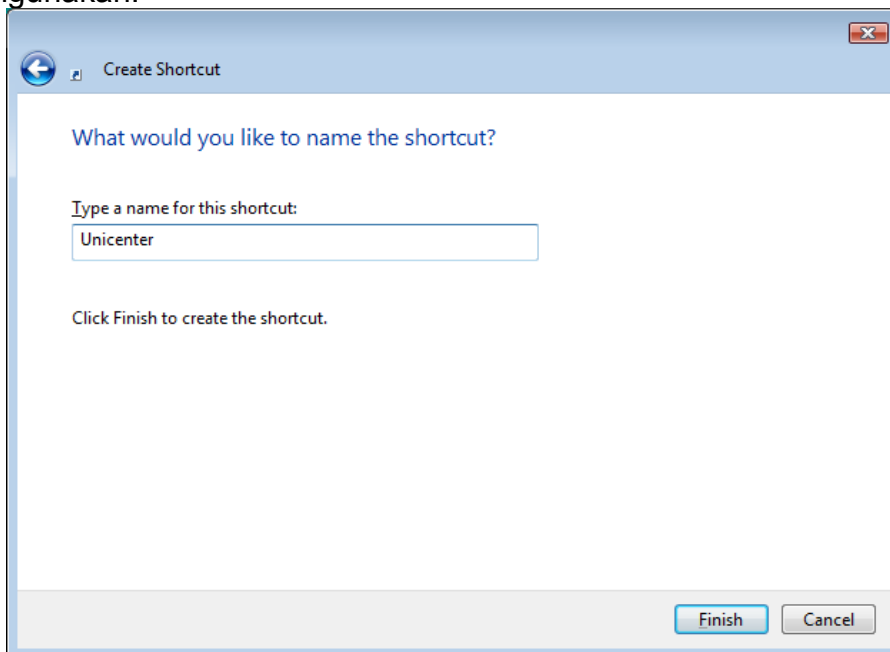 Create Shortcut
What would you like to name the shortcut?
Type a name for this shortcut:
Unicenter
Click Finish to create the shortcut.
Finish Cancel